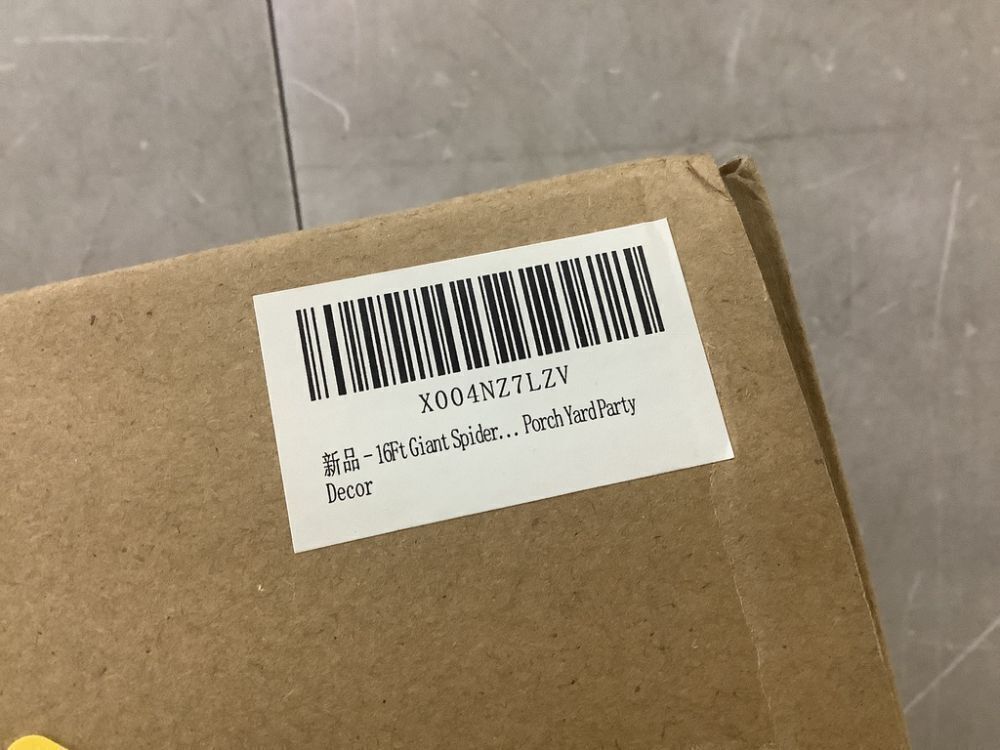 X004NZ7LZV
新品 - 16Ft Giant Spider... Porch Yard Party
Decor